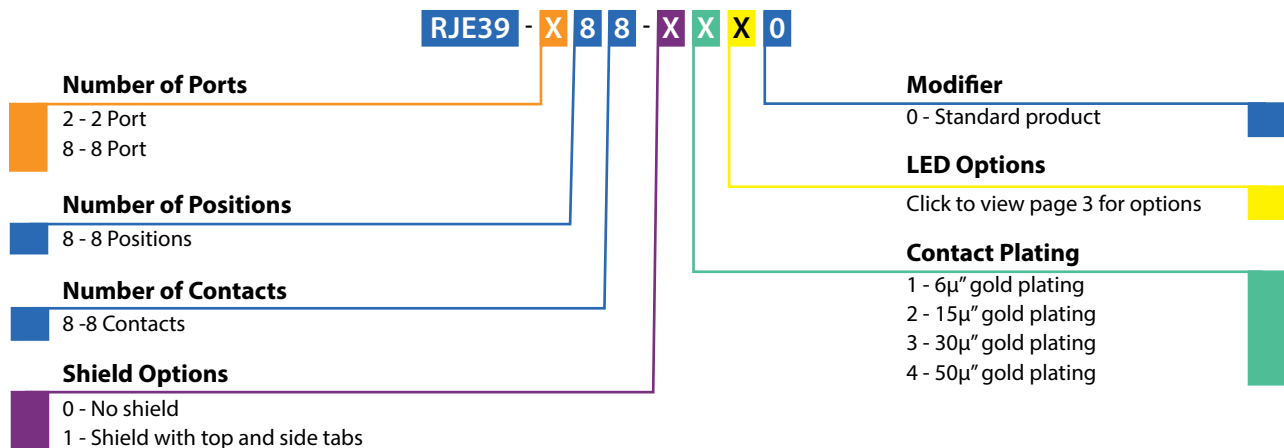 RJE39 - X 8 8 - X X X 0
Number of Ports
2 - 2 Port
8 - 8 Port
Number of Positions
8 - 8 Positions
Number of Contacts
8 -8 Contacts
Shield Options
0 - No shield
1 - Shield with top and side tabs
Modifier
0 - Standard product
LED Options
Click to view page 3 for options
Contact Plating
1 - 6µ” gold plating
2 - 15µ” gold plating
3 - 30µ” gold plating
4 - 50µ” gold plating